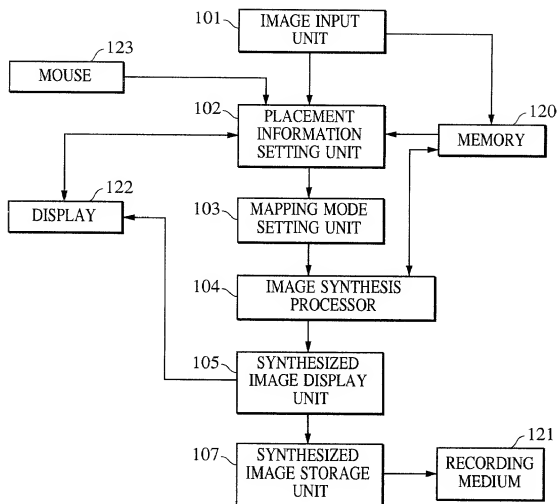 101
IMAGE INPUT
UNIT
123
MOUSE
102
PLACEMENT
INFORMATION
SETTING UNIT
120
MEMORY
122
DISPLAY
103
MAPPING MODE
SETTING UNIT
104
IMAGE SYNTHESIS
PROCESSOR
105
SYNTHESIZED
IMAGE DISPLAY
UNIT
107
SYNTHESIZED
IMAGE STORAGE
UNIT
121
RECORDING
MEDIUM